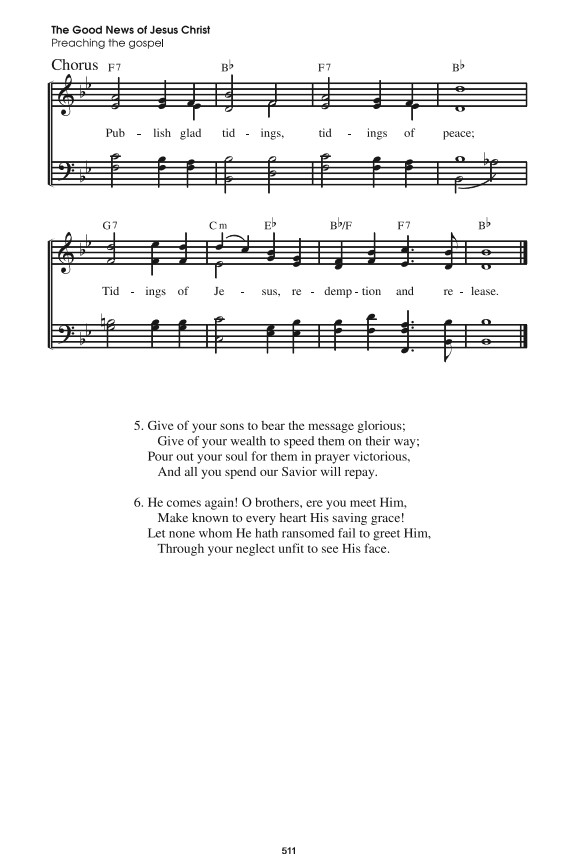 The Good News of Jesus Christ
Preaching the gospel
Chorus F7 B♭ F7 B♭
Pub - lish glad tid - ings, tid - ings of peace;
G7 Cm E♭ B♭/F F7 B♭
Tid - ings of Je - sus, re - demp - tion and re - lease.
5. Give of your sons to bear the message glorious;
Give of your wealth to speed them on their way;
Pour out your soul for them in prayer victorious,
And all you spend our Savior will repay.
6. He comes again! O brothers, ere you meet Him,
Make known to every heart His saving grace!
Let none whom He hath ransomed fail to greet Him,
Through your neglect unfit to see His face.
511